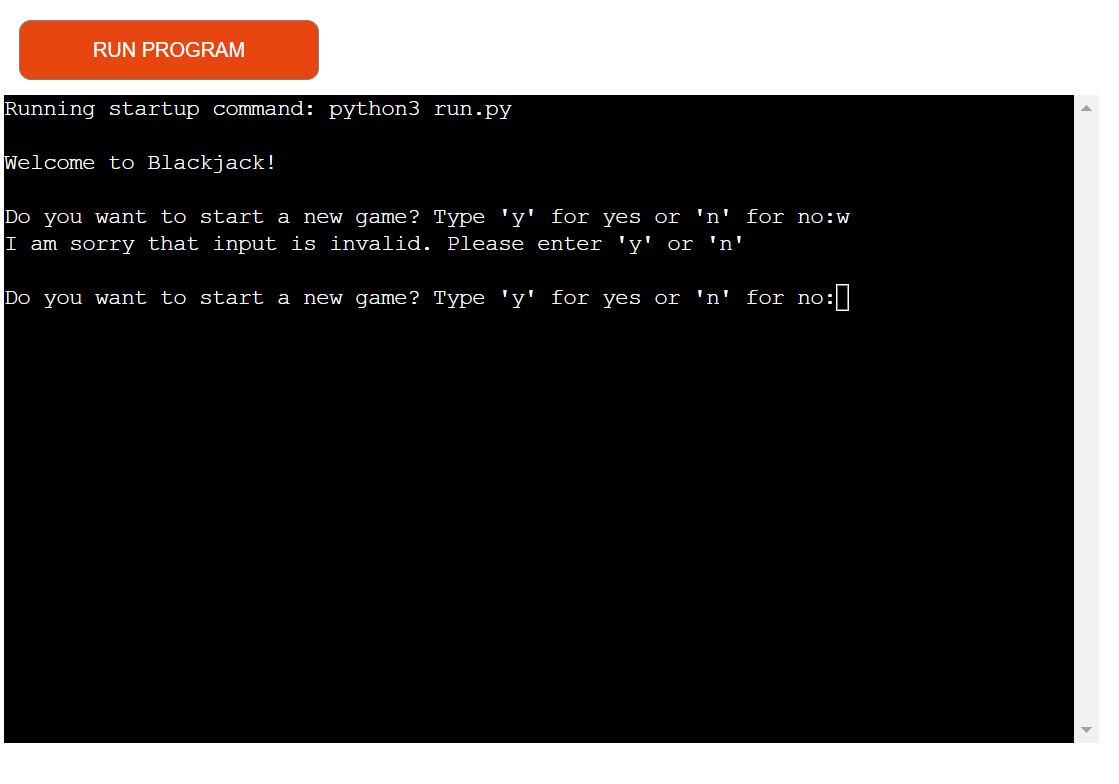 RUN PROGRAM
Running startup command: python3 run.py
Welcome to Blackjack!
Do you want to start a new game? Type 'y' for yes or 'n' for no:w
I am sorry that input is invalid. Please enter 'y' or 'n'
Do you want to start a new game? Type 'y' for yes or 'n' for no: